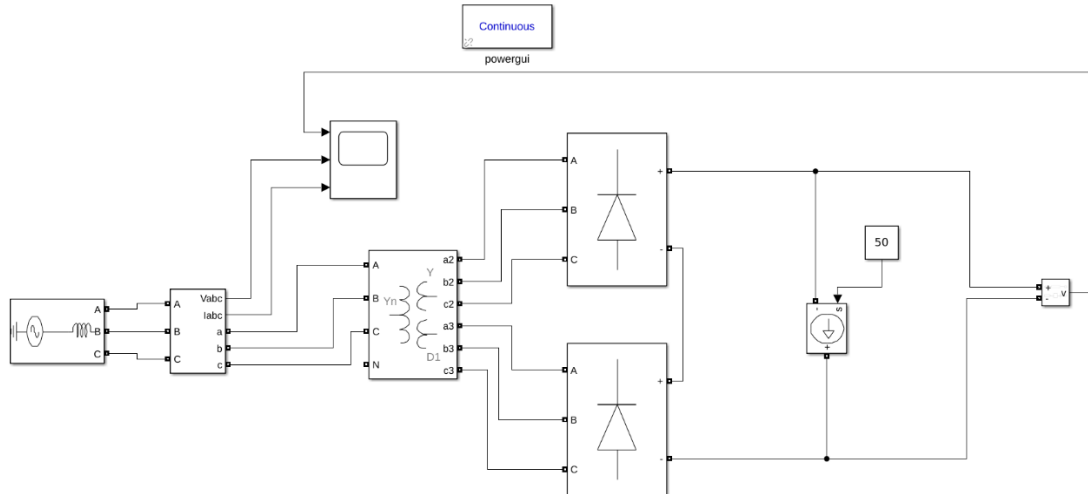 Continuous
powergui
A
B
C
A
B
C
Vabc
Iabc
a
b
c
A
B
C
N
Yn
Y
D1
a2
b2
c2
a3
b3
c3
A
B
C
+
-
A
B
C
+
-
50
-
s
+
+
-
v